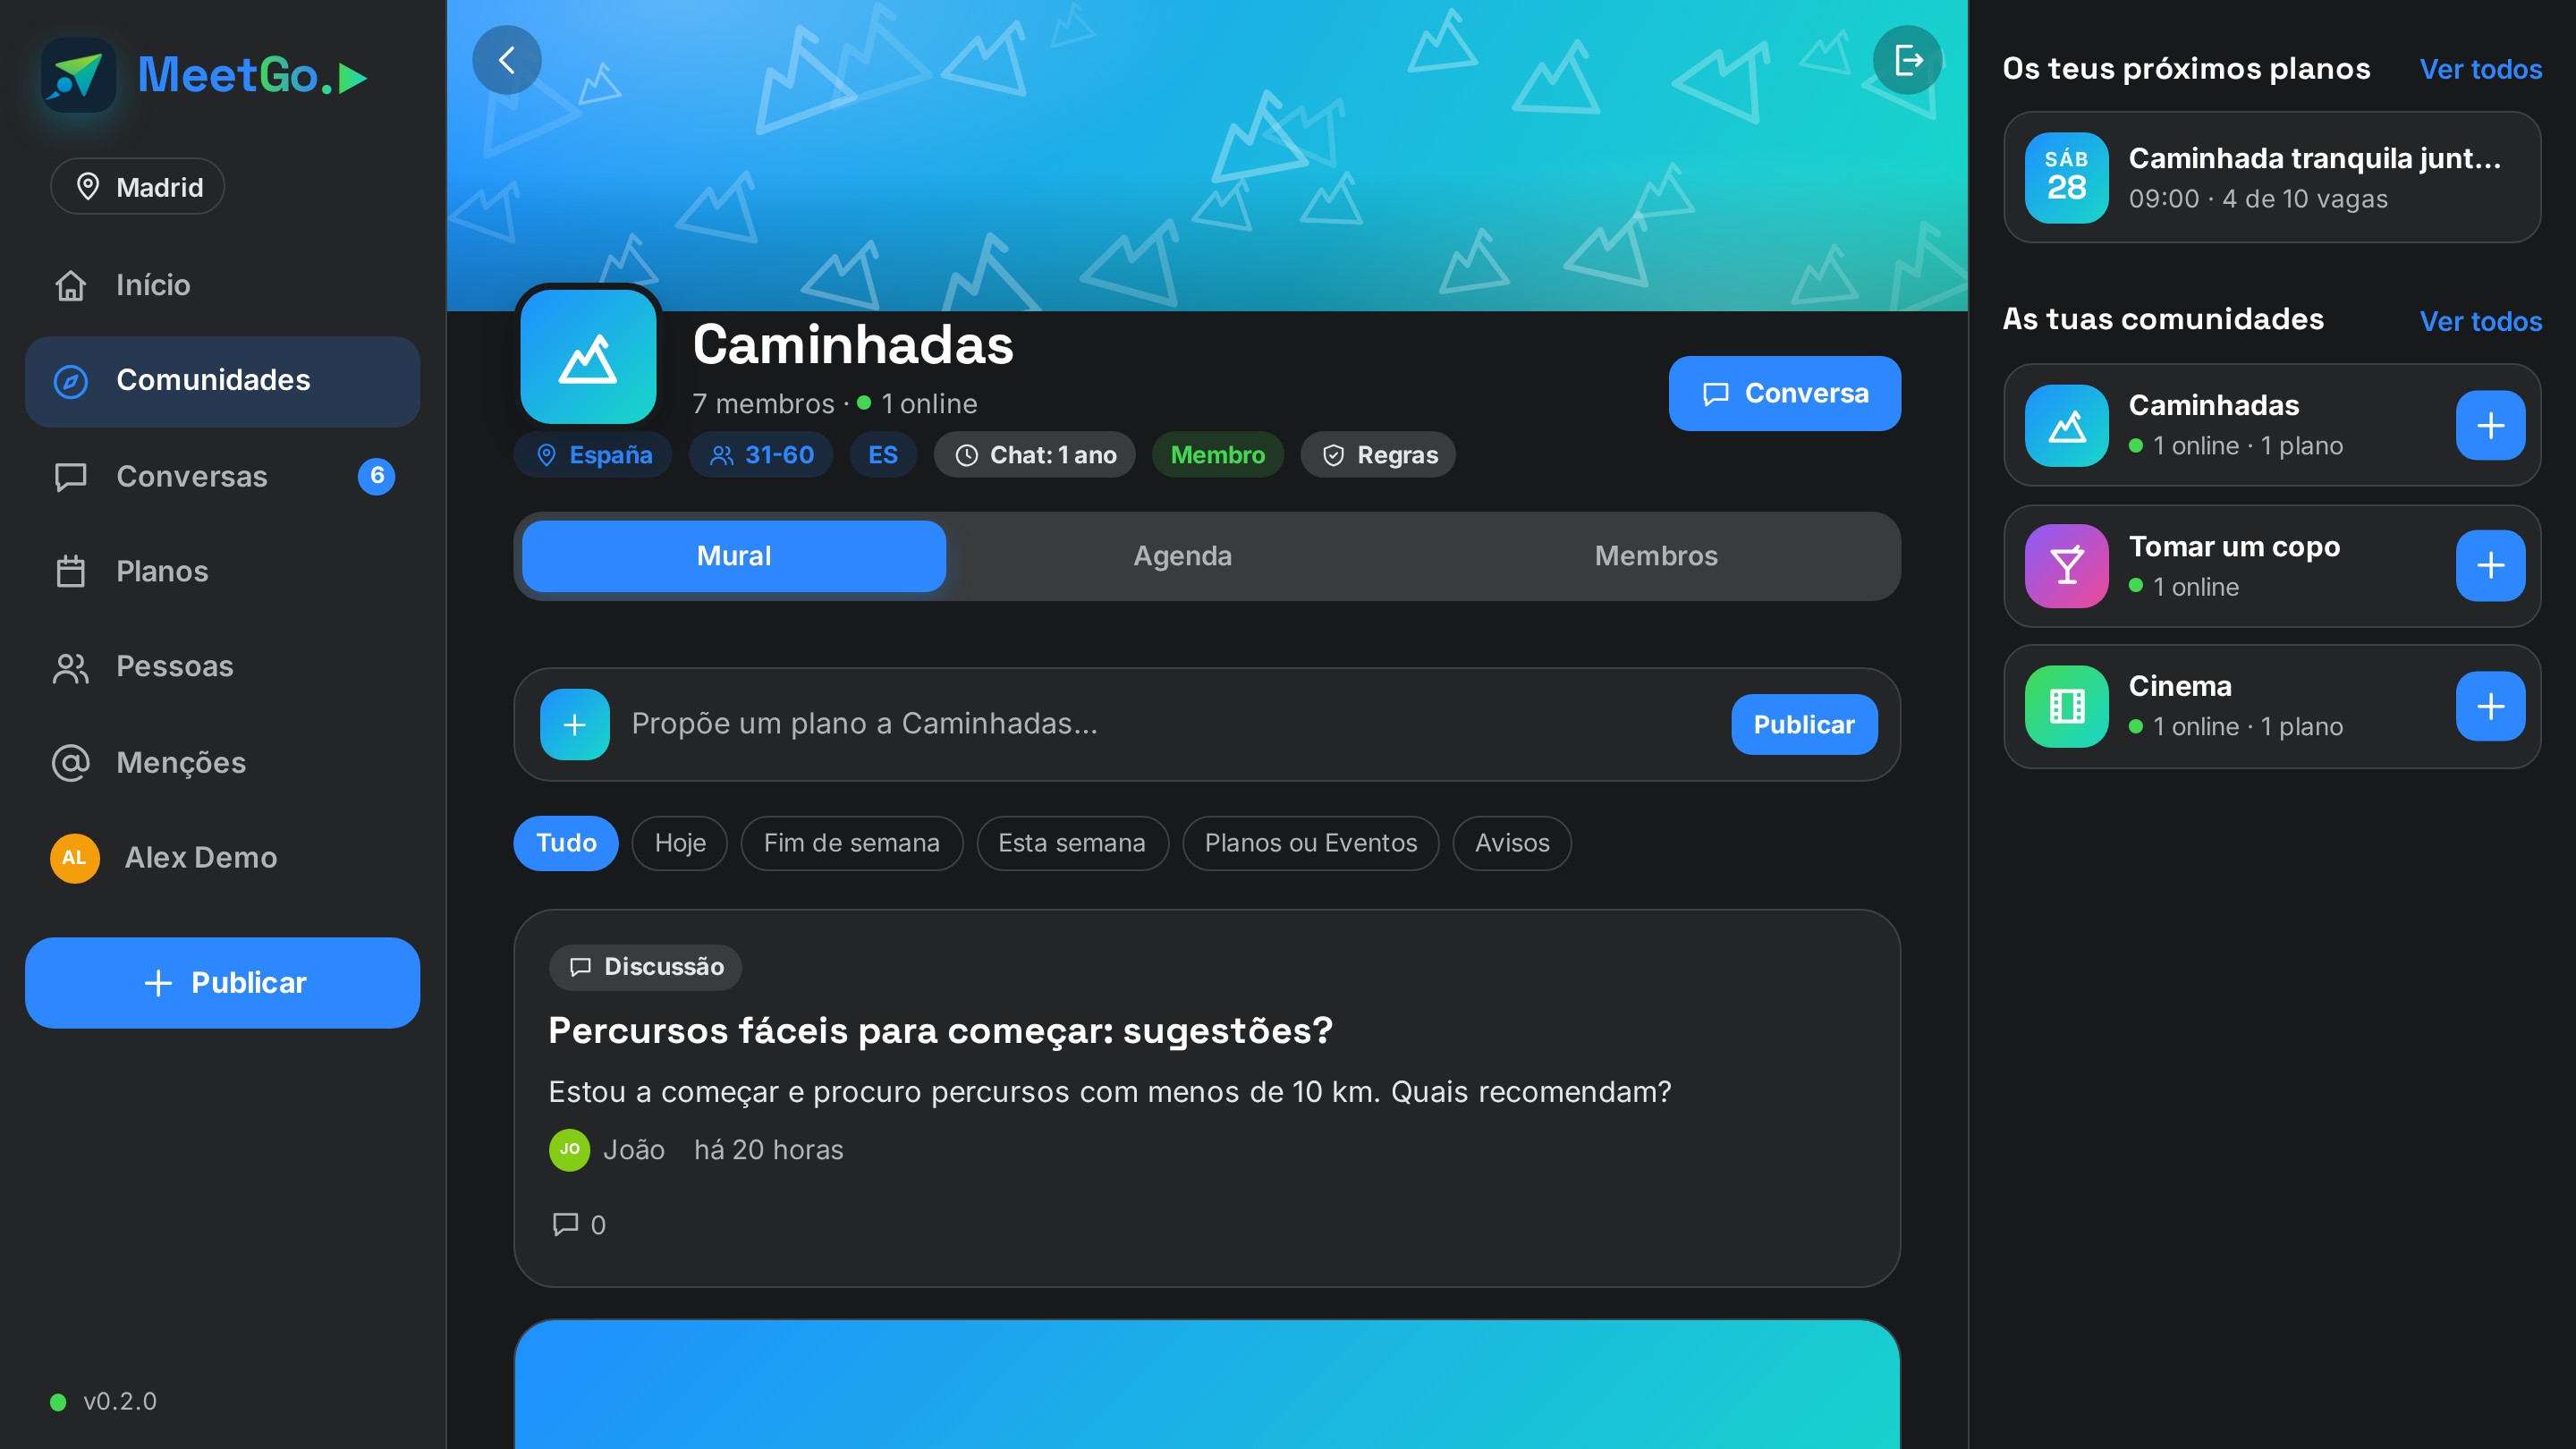 MeetGo.
Madrid
Início
Comunidades
Conversas 6
Planos
Pessoas
Menções
AL Alex Demo
Publicar
v0.2.0
Caminhadas
7 membros · 1 online
Conversa
España 31-60 ES Chat: 1 ano Membro Regras
Mural Agenda Membros
Propõe um plano a Caminhadas... Publicar
Tudo Hoje Fim de semana Esta semana Planos ou Eventos Avisos
Discussão
Percursos fáceis para começar: sugestões?
Estou a começar e procuro percursos com menos de 10 km. Quais recomendam?
JO João há 20 horas
0
Os teus próximos planos Ver todos
SÁB
28
Caminhada tranquila junt...
09:00 · 4 de 10 vagas
As tuas comunidades Ver todos
Caminhadas
1 online · 1 plano
Tomar um copo
1 online
Cinema
1 online · 1 plano